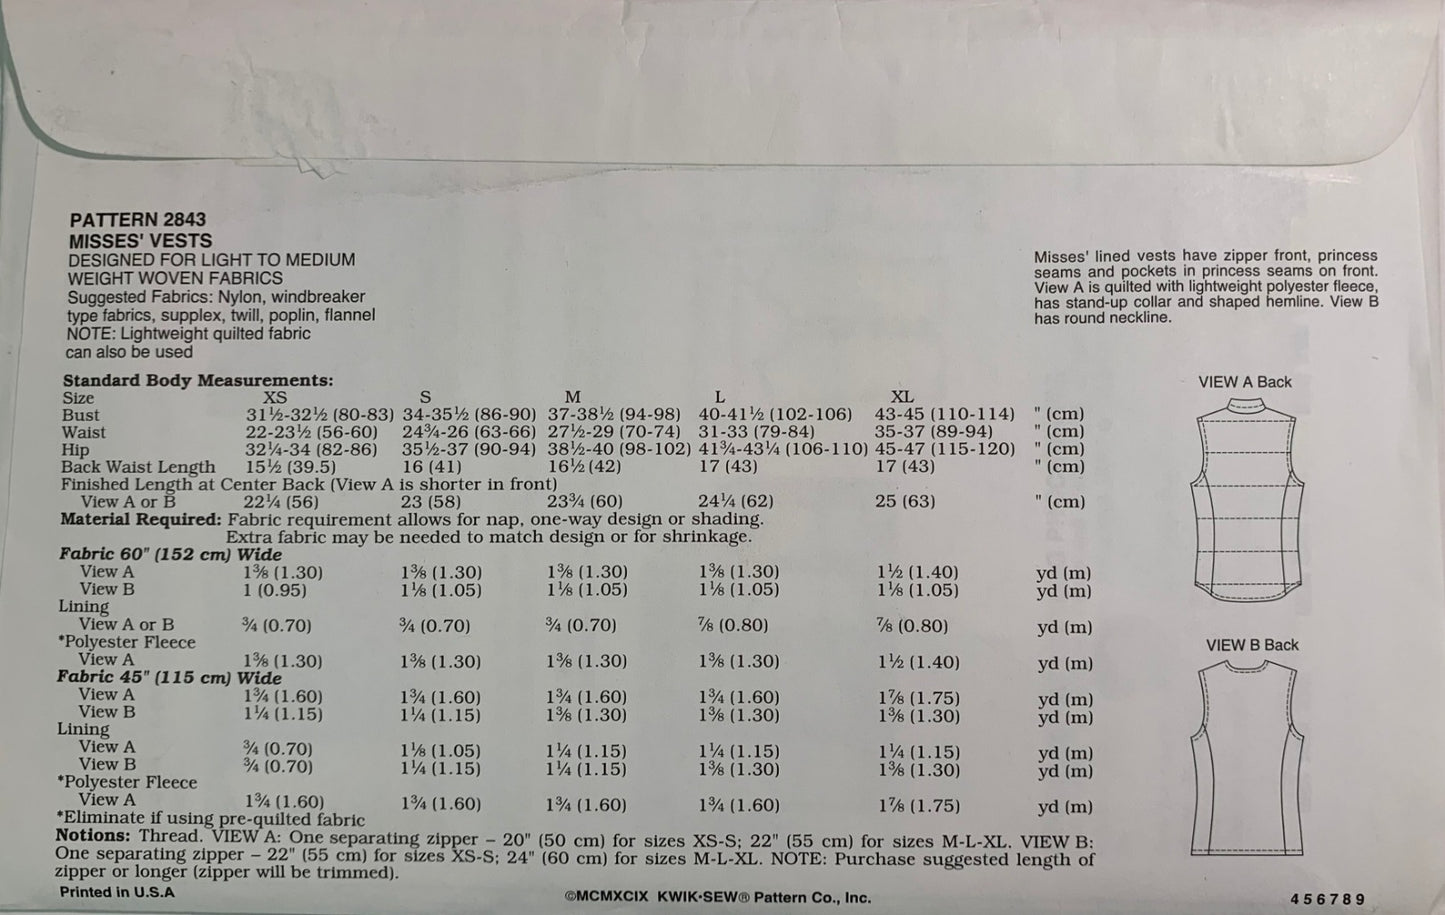 PATTERN 2843
MISSES' VESTS
DESIGNED FOR LIGHT TO MEDIUM
WEIGHT WOVEN FABRICS
Suggested Fabrics: Nylon, windbreaker
type fabrics, supplex, twill, poplin, flannel
NOTE: Lightweight quilted fabric
can also be used
Misses' lined vests have zipper front, princess
seams and pockets in princess seams on front.
View A is quilted with lightweight polyester fleece,
has stand-up collar and shaped hemline. View B
has round neckline.
Standard Body Measurements:
Size XS S M L XL
Bust 31½-32½ (80-83) 34-35½ (86-90) 37-38½ (94-98) 40-41½ (102-106) 43-45 (110-114) " (cm)
Waist 22-23½ (56-60) 24¾-26 (63-66) 27½-29 (70-74) 31-33 (79-84) 35-37 (89-94) " (cm)
Hip 32¼-34 (82-86) 35½-37 (90-94) 38½-40 (98-102) 41¾-43¼ (106-110) 45-47 (115-120) " (cm)
Back Waist Length 15½ (39.5) 16 (41) 16½ (42) 17 (43) 17 (43) " (cm)
Finished Length at Center Back (View A is shorter in front)
View A or B 22¼ (56) 23 (58) 23¾ (60) 24¼ (62) 25 (63) " (cm)
Material Required: Fabric requirement allows for nap, one-way design or shading.
Extra fabric may be needed to match design or for shrinkage.
Fabric 60" (152 cm) Wide
View A 1⅜ (1.30) 1⅜ (1.30) 1⅜ (1.30) 1⅜ (1.30) 1½ (1.40) yd (m)
View B 1 (0.95) 1⅛ (1.05) 1⅛ (1.05) 1⅛ (1.05) 1⅛ (1.05) yd (m)
Lining
View A or B ¾ (0.70) ¾ (0.70) ¾ (0.70) ⅞ (0.80) ⅞ (0.80) yd (m)
*Polyester Fleece
View A 1⅜ (1.30) 1⅜ (1.30) 1⅜ (1.30) 1⅜ (1.30) 1½ (1.40) yd (m)
Fabric 45" (115 cm) Wide
View A 1¾ (1.60) 1¾ (1.60) 1¾ (1.60) 1¾ (1.60) 1⅞ (1.75) yd (m)
View B 1¼ (1.15) 1¼ (1.15) 1⅜ (1.30) 1⅜ (1.30) 1⅜ (1.30) yd (m)
Lining
View A ¾ (0.70) 1⅛ (1.05) 1¼ (1.15) 1¼ (1.15) 1¼ (1.15) yd (m)
View B ¾ (0.70) 1¼ (1.15) 1¼ (1.15) 1⅜ (1.30) 1⅜ (1.30) yd (m)
*Polyester Fleece
View A 1¾ (1.60) 1¾ (1.60) 1¾ (1.60) 1¾ (1.60) 1⅞ (1.75) yd (m)
*Eliminate if using pre-quilted fabric
Notions: Thread. VIEW A: One separating zipper – 20" (50 cm) for sizes XS-S; 22" (55 cm) for sizes M-L-XL. VIEW B:
One separating zipper – 22" (55 cm) for sizes XS-S; 24" (60 cm) for sizes M-L-XL. NOTE: Purchase suggested length of
zipper or longer (zipper will be trimmed).
VIEW A Back
VIEW B Back
Printed in U.S.A
©MCMXCIX KWIK•SEW® Pattern Co., Inc.
4 5 6 7 8 9